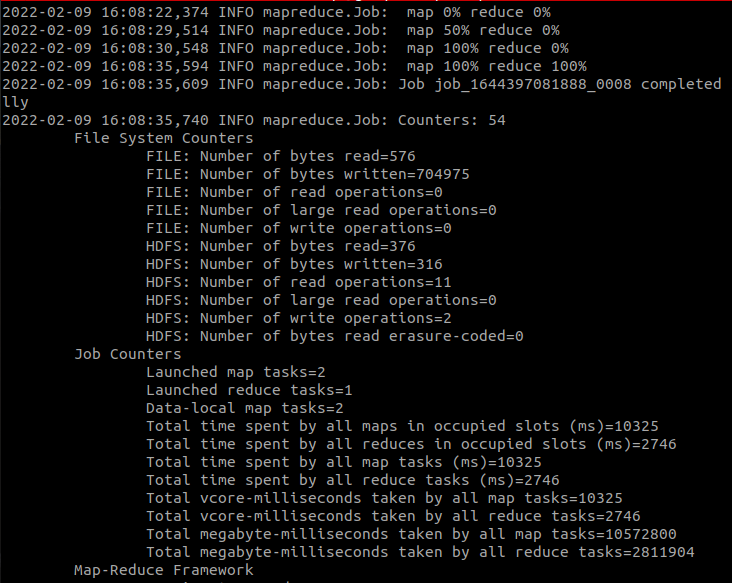 2022-02-09 16:08:22,374 INFO mapreduce.Job:  map 0% reduce 0%
2022-02-09 16:08:29,514 INFO mapreduce.Job:  map 50% reduce 0%
2022-02-09 16:08:30,548 INFO mapreduce.Job:  map 100% reduce 0%
2022-02-09 16:08:35,594 INFO mapreduce.Job:  map 100% reduce 100%
2022-02-09 16:08:35,609 INFO mapreduce.Job: Job job_1644397081888_0008 completed
lly
2022-02-09 16:08:35,740 INFO mapreduce.Job: Counters: 54
File System Counters
FILE: Number of bytes read=576
FILE: Number of bytes written=704975
FILE: Number of read operations=0
FILE: Number of large read operations=0
FILE: Number of write operations=0
HDFS: Number of bytes read=376
HDFS: Number of bytes written=316
HDFS: Number of read operations=11
HDFS: Number of large read operations=0
HDFS: Number of write operations=2
HDFS: Number of bytes read erasure-coded=0
Job Counters
Launched map tasks=2
Launched reduce tasks=1
Data-local map tasks=2
Total time spent by all maps in occupied slots (ms)=10325
Total time spent by all reduces in occupied slots (ms)=2746
Total time spent by all map tasks (ms)=10325
Total time spent by all reduce tasks (ms)=2746
Total vcore-milliseconds taken by all map tasks=10325
Total vcore-milliseconds taken by all reduce tasks=2746
Total megabyte-milliseconds taken by all map tasks=10572800
Total megabyte-milliseconds taken by all reduce tasks=2811904
Map-Reduce Framework